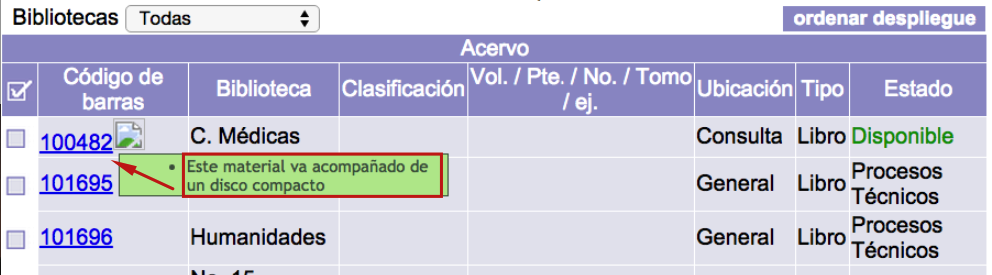 Bibliotecas Todas ordenar despliegue
Acervo
Código de barras Biblioteca Clasificación Vol. / Pte. / No. / Tomo / ej. Ubicación Tipo Estado
100482 C. Médicas Consulta Libro Disponible
• Este material va acompañado de
un disco compacto
101695 General Libro Procesos Técnicos
101696 Humanidades General Libro Procesos Técnicos